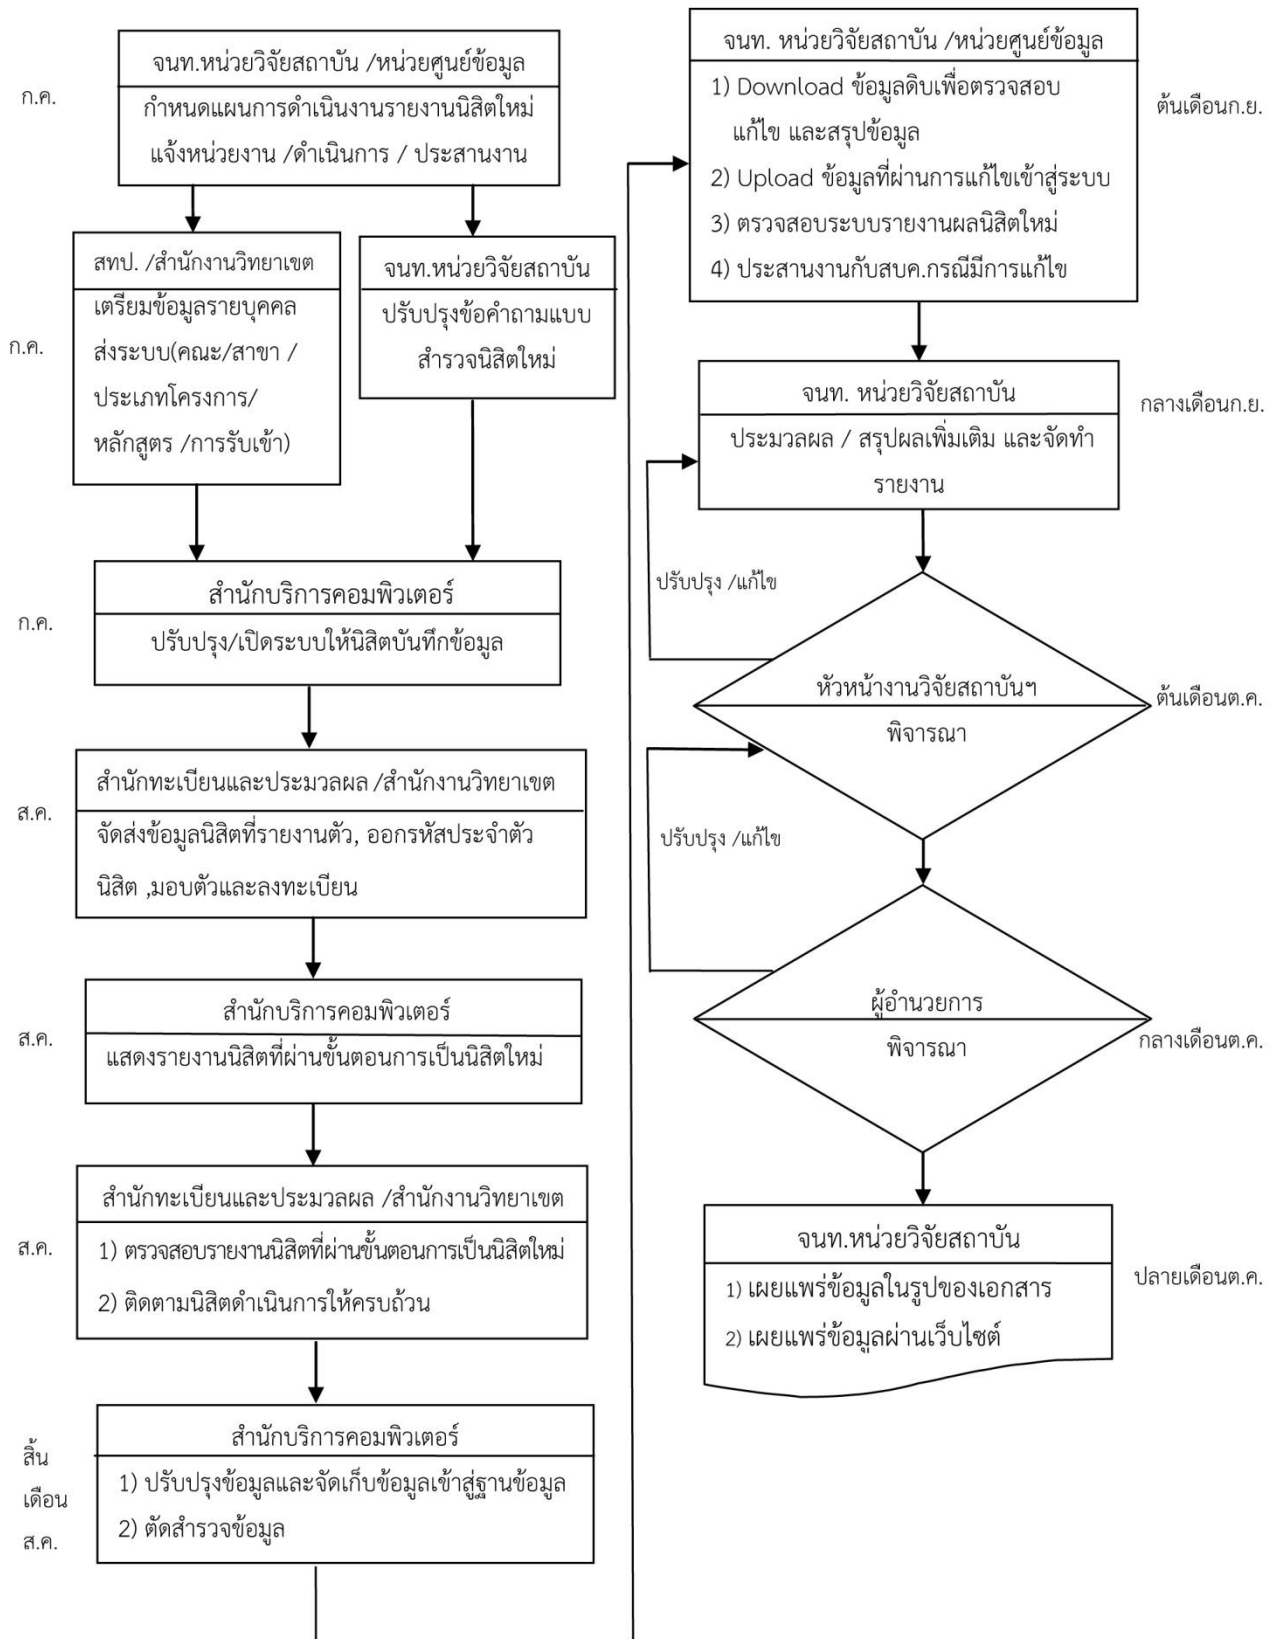 ก.ค.
จนท.หน่วยวิจัยสถาบัน /หน่วยศูนย์ข้อมูล
กำหนดแผนการดำเนินงานรายงานนิสิตใหม่
แจ้งหน่วยงาน /ดำเนินการ / ประสานงาน
ก.ค.
สทป. /สำนักงานวิทยาเขต
เตรียมข้อมูลรายบุคคล
ส่งระบบ(คณะ/สาขา /
ประเภทโครงการ/
หลักสูตร /การรับเข้า)
จนท.หน่วยวิจัยสถาบัน
ปรับปรุงข้อคำถามแบบ
สำรวจนิสิตใหม่
ก.ค.
สำนักบริการคอมพิวเตอร์
ปรับปรุง/เปิดระบบให้นิสิตบันทึกข้อมูล
ส.ค.
สำนักทะเบียนและประมวลผล /สำนักงานวิทยาเขต
จัดส่งข้อมูลนิสิตที่รายงานตัว, ออกรหัสประจำตัว
นิสิต ,มอบตัวและลงทะเบียน
ส.ค.
สำนักบริการคอมพิวเตอร์
แสดงรายงานนิสิตที่ผ่านขั้นตอนการเป็นนิสิตใหม่
ส.ค.
สำนักทะเบียนและประมวลผล /สำนักงานวิทยาเขต
1) ตรวจสอบรายงานนิสิตที่ผ่านขั้นตอนการเป็นนิสิตใหม่
2) ติดตามนิสิตดำเนินการให้ครบถ้วน
สิ้น
เดือน
ส.ค.
สำนักบริการคอมพิวเตอร์
1) ปรับปรุงข้อมูลและจัดเก็บข้อมูลเข้าสู่ฐานข้อมูล
2) ตัดสำรวจข้อมูล
จนท. หน่วยวิจัยสถาบัน /หน่วยศูนย์ข้อมูล
1) Download ข้อมูลดิบเพื่อตรวจสอบ
แก้ไข และสรุปข้อมูล
2) Upload ข้อมูลที่ผ่านการแก้ไขเข้าสู่ระบบ
3) ตรวจสอบระบบรายงานผลนิสิตใหม่
4) ประสานงานกับสบค.กรณีมีการแก้ไข
ต้นเดือนก.ย.
จนท. หน่วยวิจัยสถาบัน
ประมวลผล / สรุปผลเพิ่มเติม และจัดทำ
รายงาน
กลางเดือนก.ย.
ปรับปรุง /แก้ไข
หัวหน้างานวิจัยสถาบันฯ
พิจารณา
ต้นเดือนต.ค.
ปรับปรุง /แก้ไข
ผู้อำนวยการ
พิจารณา
กลางเดือนต.ค.
จนท.หน่วยวิจัยสถาบัน
1) เผยแพร่ข้อมูลในรูปของเอกสาร
2) เผยแพร่ข้อมูลผ่านเว็บไซต์
ปลายเดือนต.ค.